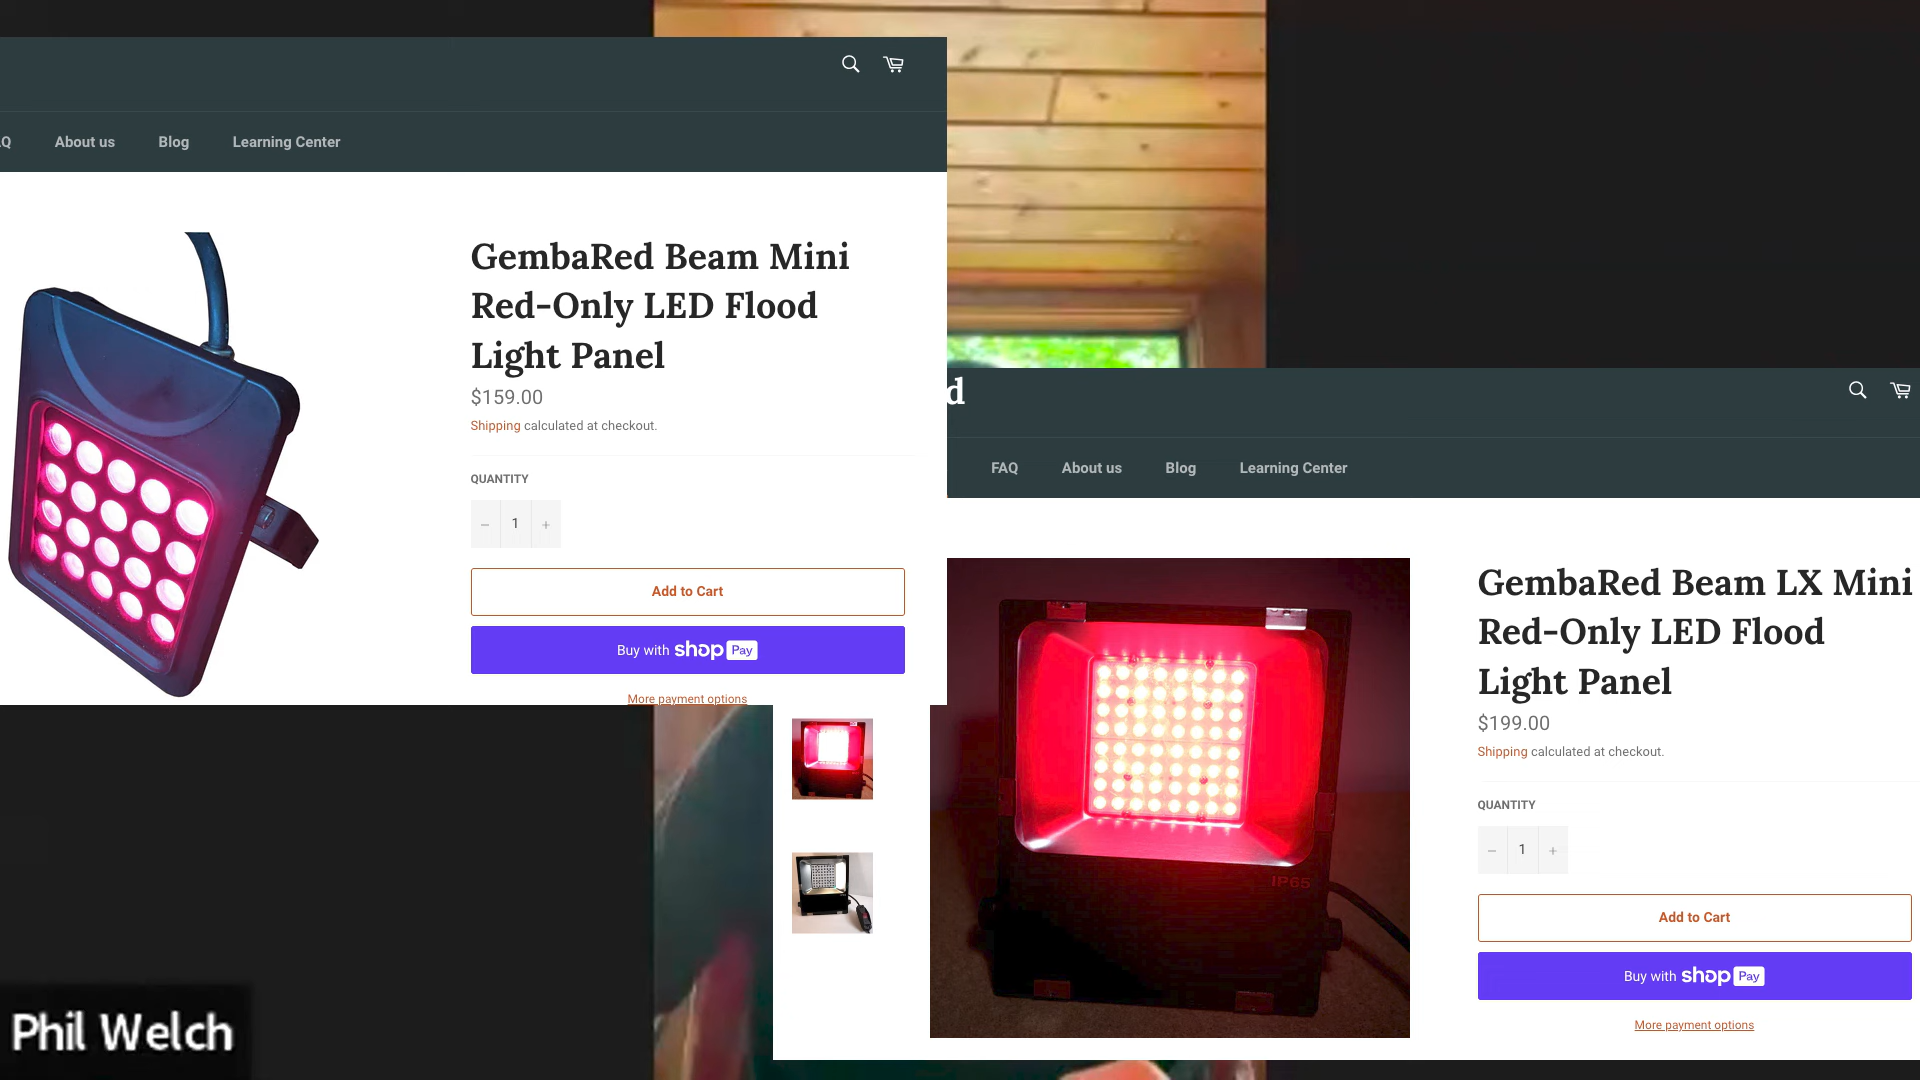 About us
Blog
Learning Center
GembaRed Beam Mini
Red-Only LED Flood
Light Panel
$159.00
Shipping calculated at checkout.
QUANTITY
− 1 +
Add to Cart
Buy with shop Pay
More payment options
FAQ
About us
Blog
Learning Center
GembaRed Beam LX Mini
Red-Only LED Flood
Light Panel
$199.00
Shipping calculated at checkout.
QUANTITY
− 1 +
Add to Cart
Buy with shop Pay
More payment options
IP65
Phil Welch